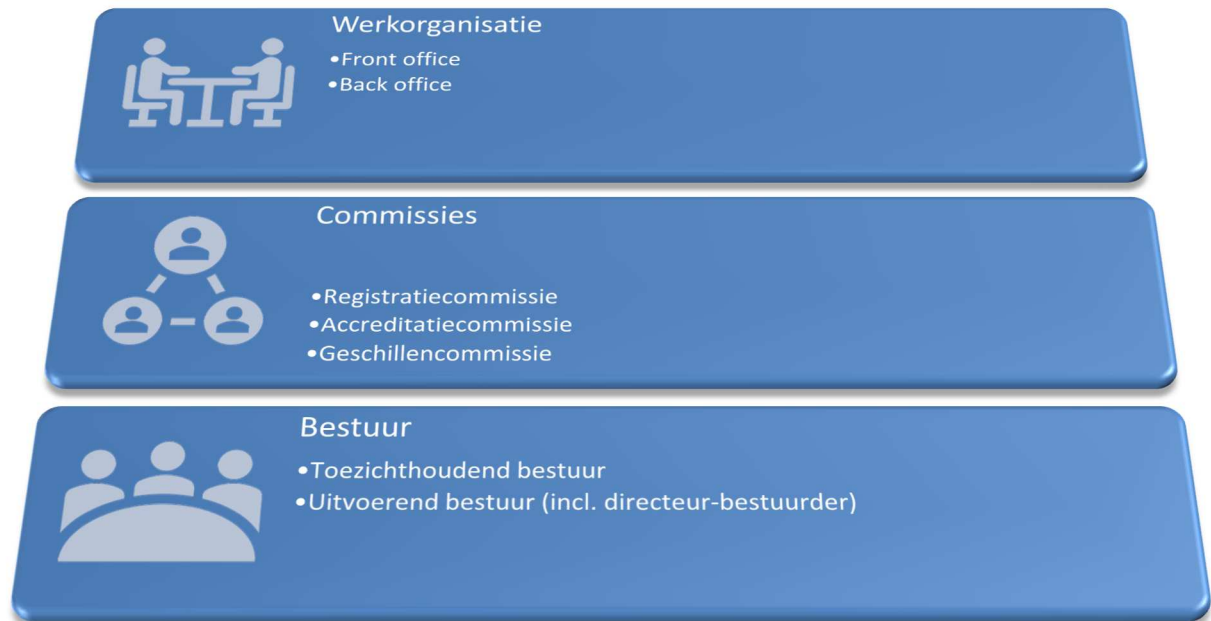 Werkorganisatie
•Front office
•Back office
Commissies
•Registratiecommissie
•Accreditatiecommissie
•Geschillencommissie
Bestuur
•Toezichthoudend bestuur
•Uitvoerend bestuur (incl. directeur-bestuurder)